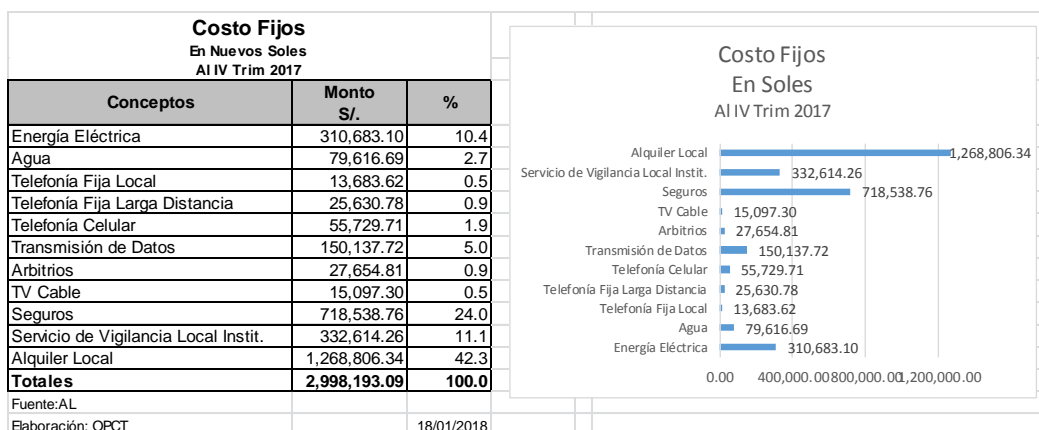 Costo Fijos
En Nuevos Soles
Al IV Trim 2017
Conceptos Monto S/. %
Energía Eléctrica 310,683.10 10.4
Agua 79,616.69 2.7
Telefonía Fija Local 13,683.62 0.5
Telefonía Fija Larga Distancia 25,630.78 0.9
Telefonía Celular 55,729.71 1.9
Transmisión de Datos 150,137.72 5.0
Arbitrios 27,654.81 0.9
TV Cable 15,097.30 0.5
Seguros 718,538.76 24.0
Servicio de Vigilancia Local Instit. 332,614.26 11.1
Alquiler Local 1,268,806.34 42.3
Totales 2,998,193.09 100.0
Fuente:AL
Elaboración: OPCT 18/01/2018
Costo Fijos
En Soles
Al IV Trim 2017
Alquiler Local 1,268,806.34
Servicio de Vigilancia Local Instit. 332,614.26
Seguros 718,538.76
TV Cable 15,097.30
Arbitrios 27,654.81
Transmisión de Datos 150,137.72
Telefonía Celular 55,729.71
Telefonía Fija Larga Distancia 25,630.78
Telefonía Fija Local 13,683.62
Agua 79,616.69
Energía Eléctrica 310,683.10
0.00 400,000.00 800,000.00 1,200,000.00